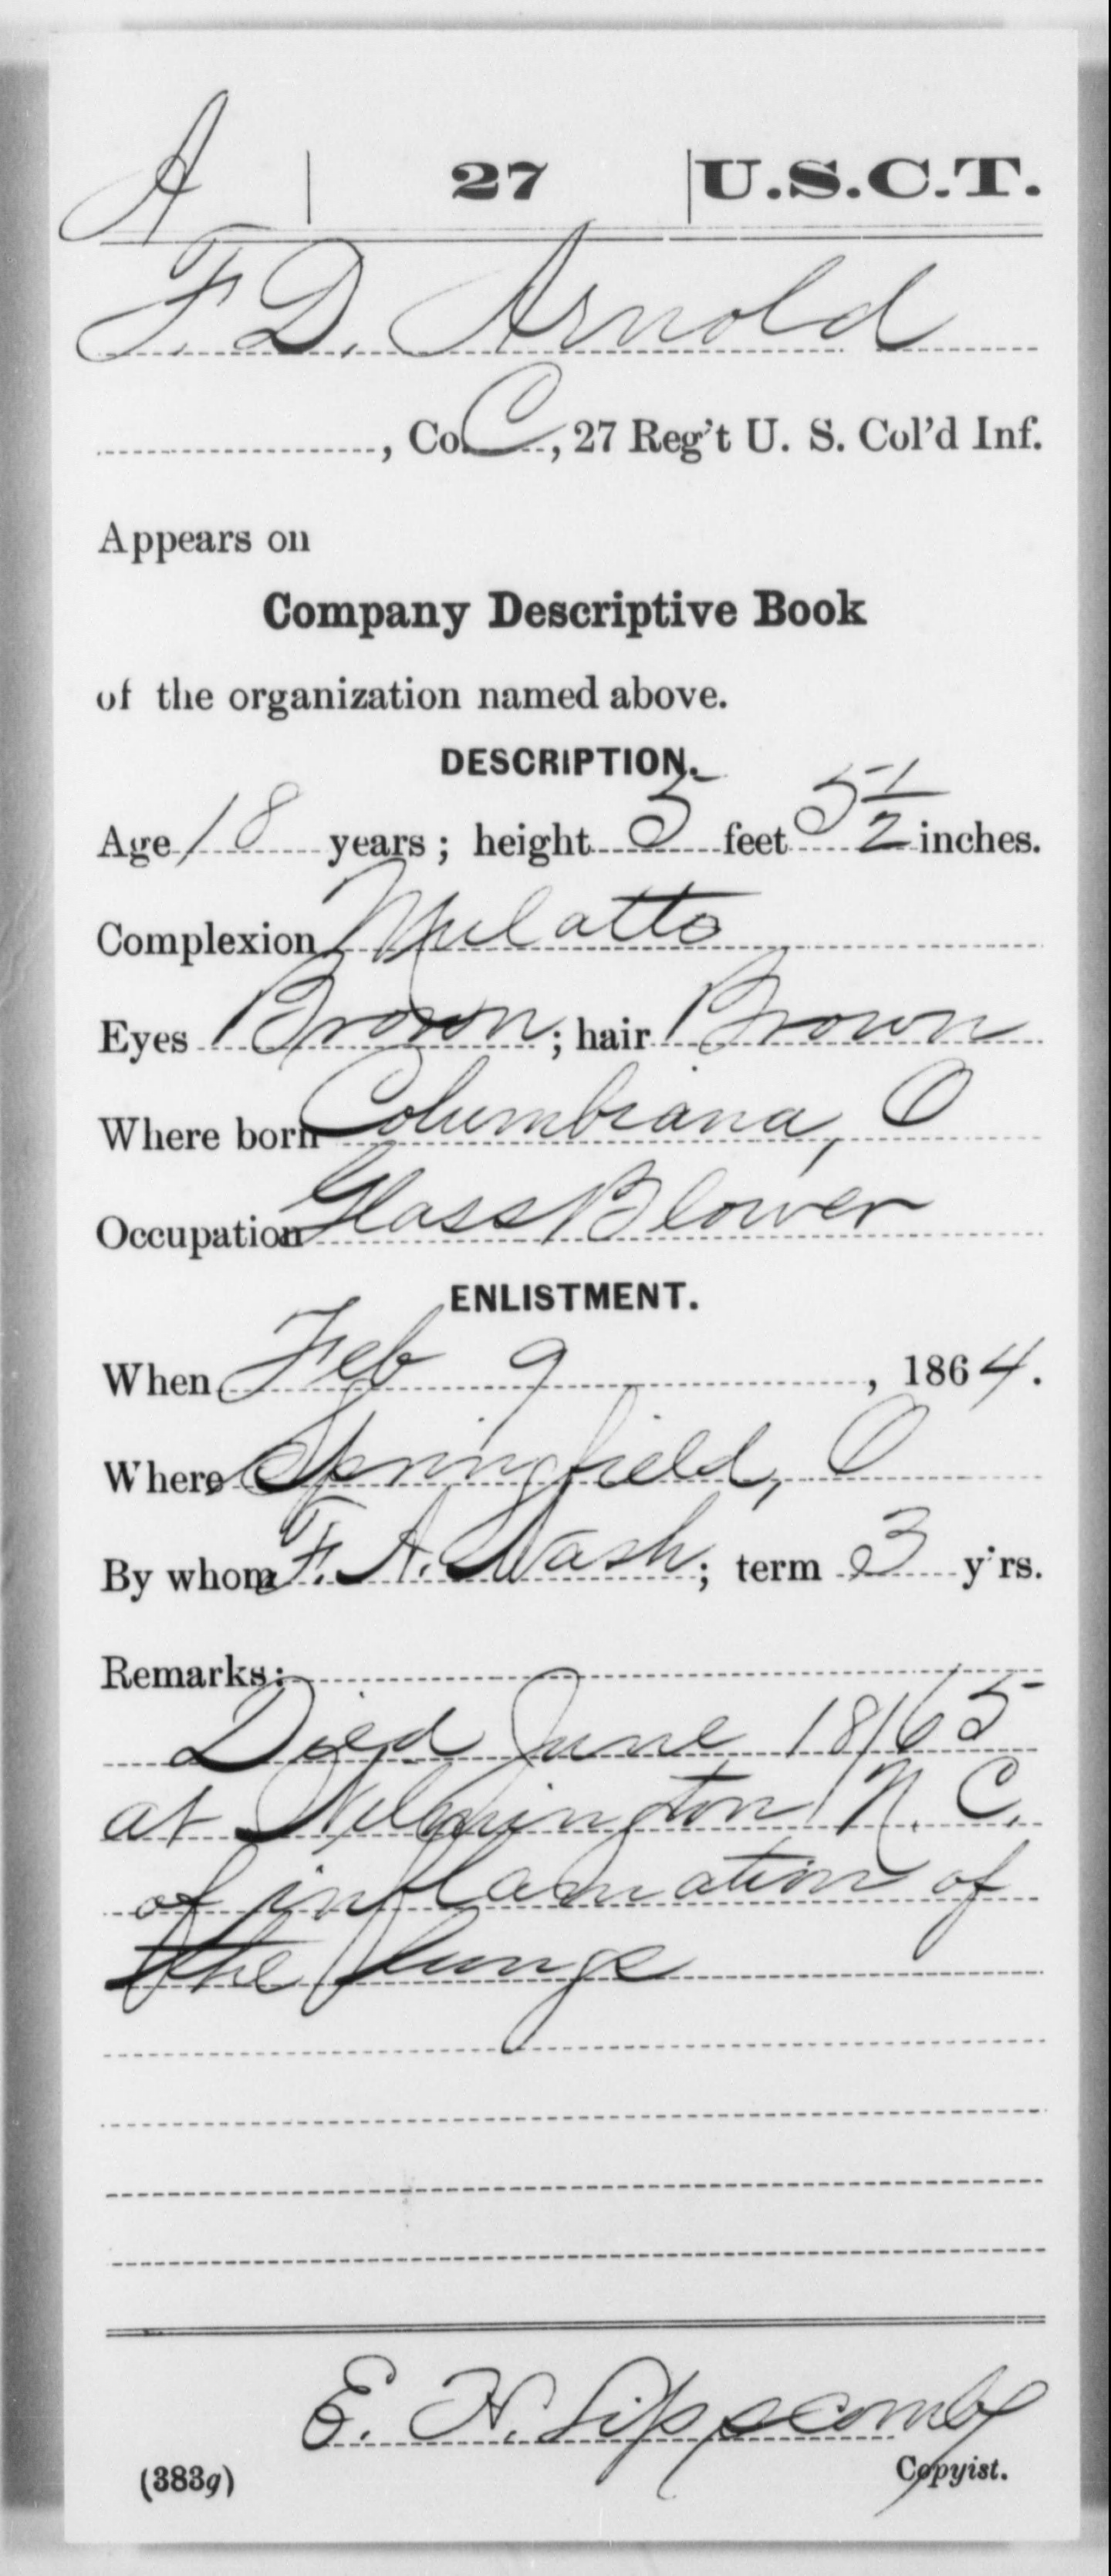 A | 27 | U.S.C.T.
F. D. Arnold
, Co. C, 27 Reg't U. S. Col'd Inf.
Appears on
Company Descriptive Book
of the organization named above.
DESCRIPTION.
Age 18 years; height 5 feet 5 1/2 inches.
Complexion Mulatto
Eyes Brown; hair Brown
Where born Columbiana, O
Occupation Glass Blower
ENLISTMENT.
When Feb 9, 1864.
Where Springfield, O
By whom F. A. Nash; term 3 y'rs.
Remarks:
Died June 18/65
at Wilmington N. C.
of inflamation of
the lungs
E. H. Lipscomb
(383g) Copyist.